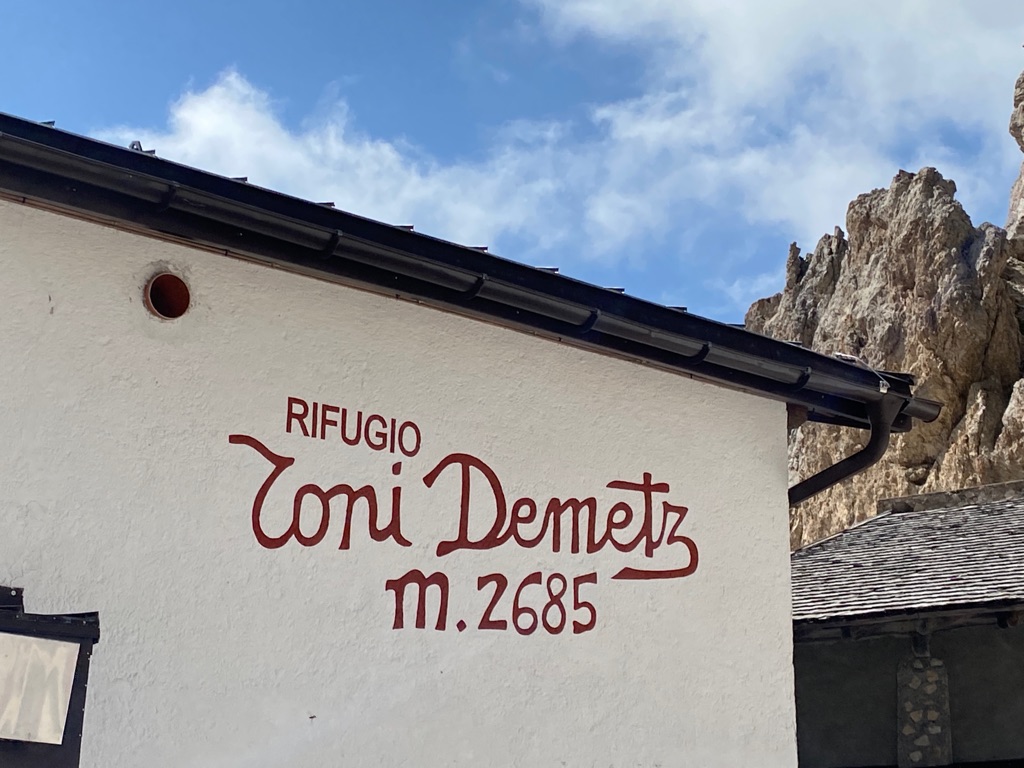 RIFUGIO
Toni Demetz
m. 2685